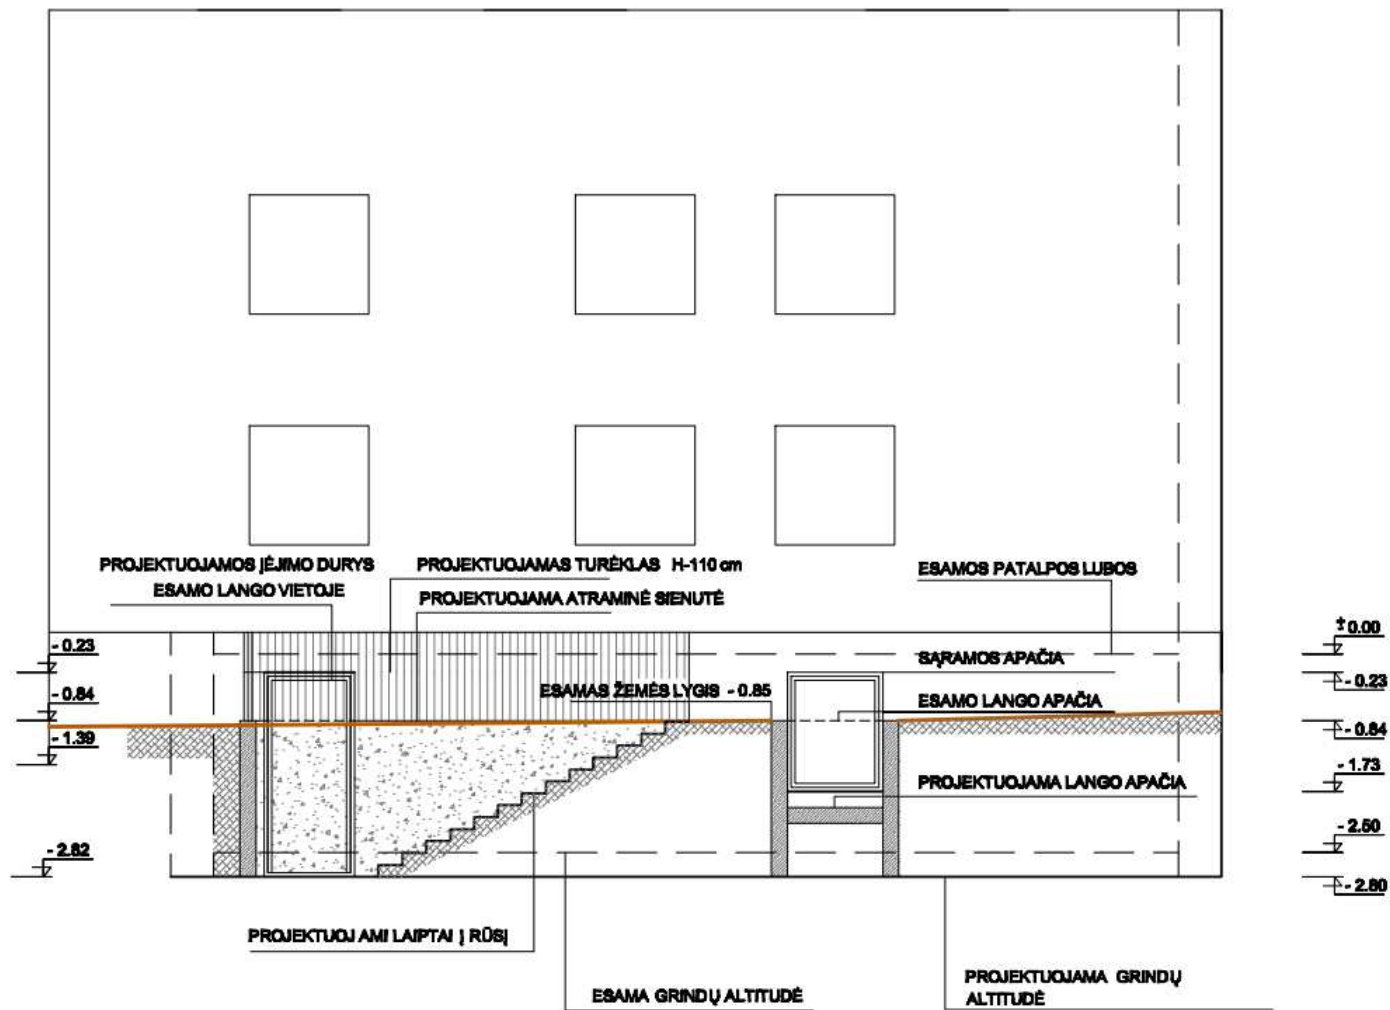 PROJEKTUOJAMOS ĮĖJIMO DURYS
ESAMO LANGO VIETOJE
PROJEKTUOJAMAS TURĖKLAS H-110 cm
PROJEKTUOJAMA ATRAMINĖ SIENUTĖ
ESAMOS PATALPOS LUBOS
± 0.00
- 0.23
SĄRAMOS APAČIA
- 0.23
- 0.84
ESAMAS ŽEMĖS LYGIS - 0.85
ESAMO LANGO APAČIA
- 0.84
- 1.39
- 1.73
PROJEKTUOJAMA LANGO APAČIA
- 2.50
- 2.82
- 2.80
PROJEKTUOJAMI LAIPTAI Į RŪSĮ
ESAMA GRINDŲ ALTITUDĖ
PROJEKTUOJAMA GRINDŲ
ALTITUDĖ